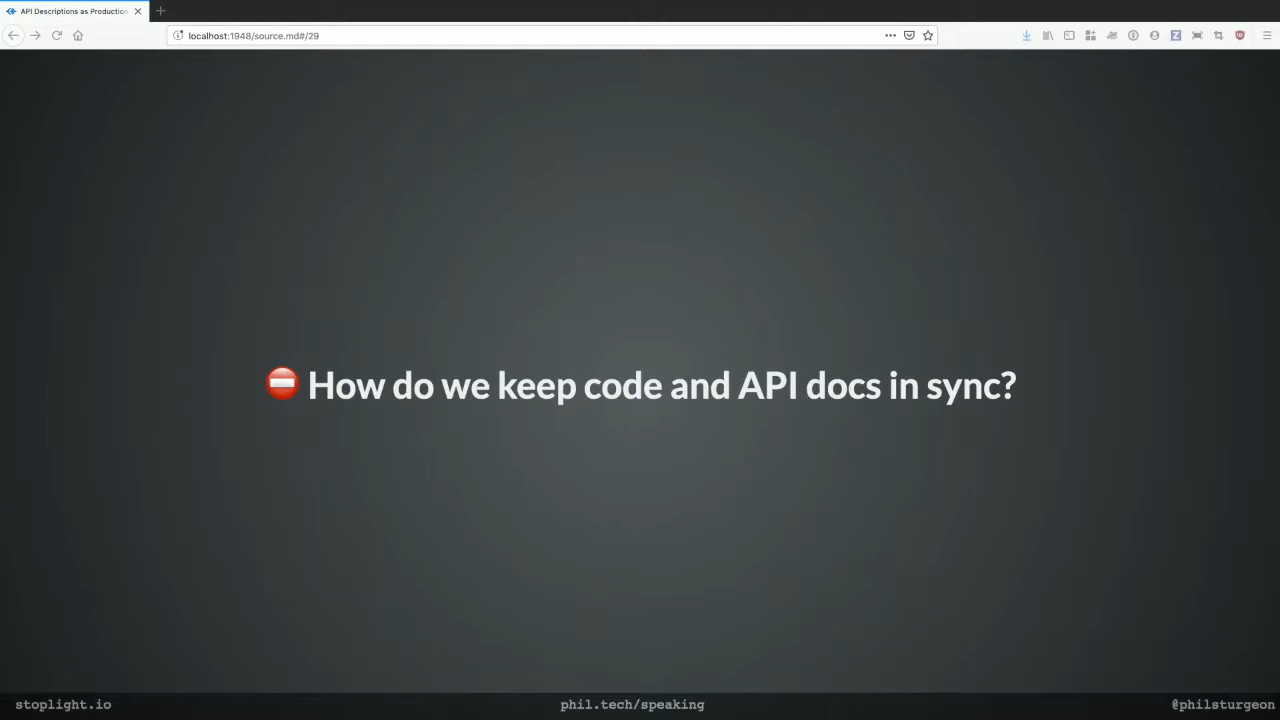 API Descriptions as Production
localhost:1948/source.md#/29
⛔ How do we keep code and API docs in sync?
stoplight.io
phil.tech/speaking
@philsturgeon